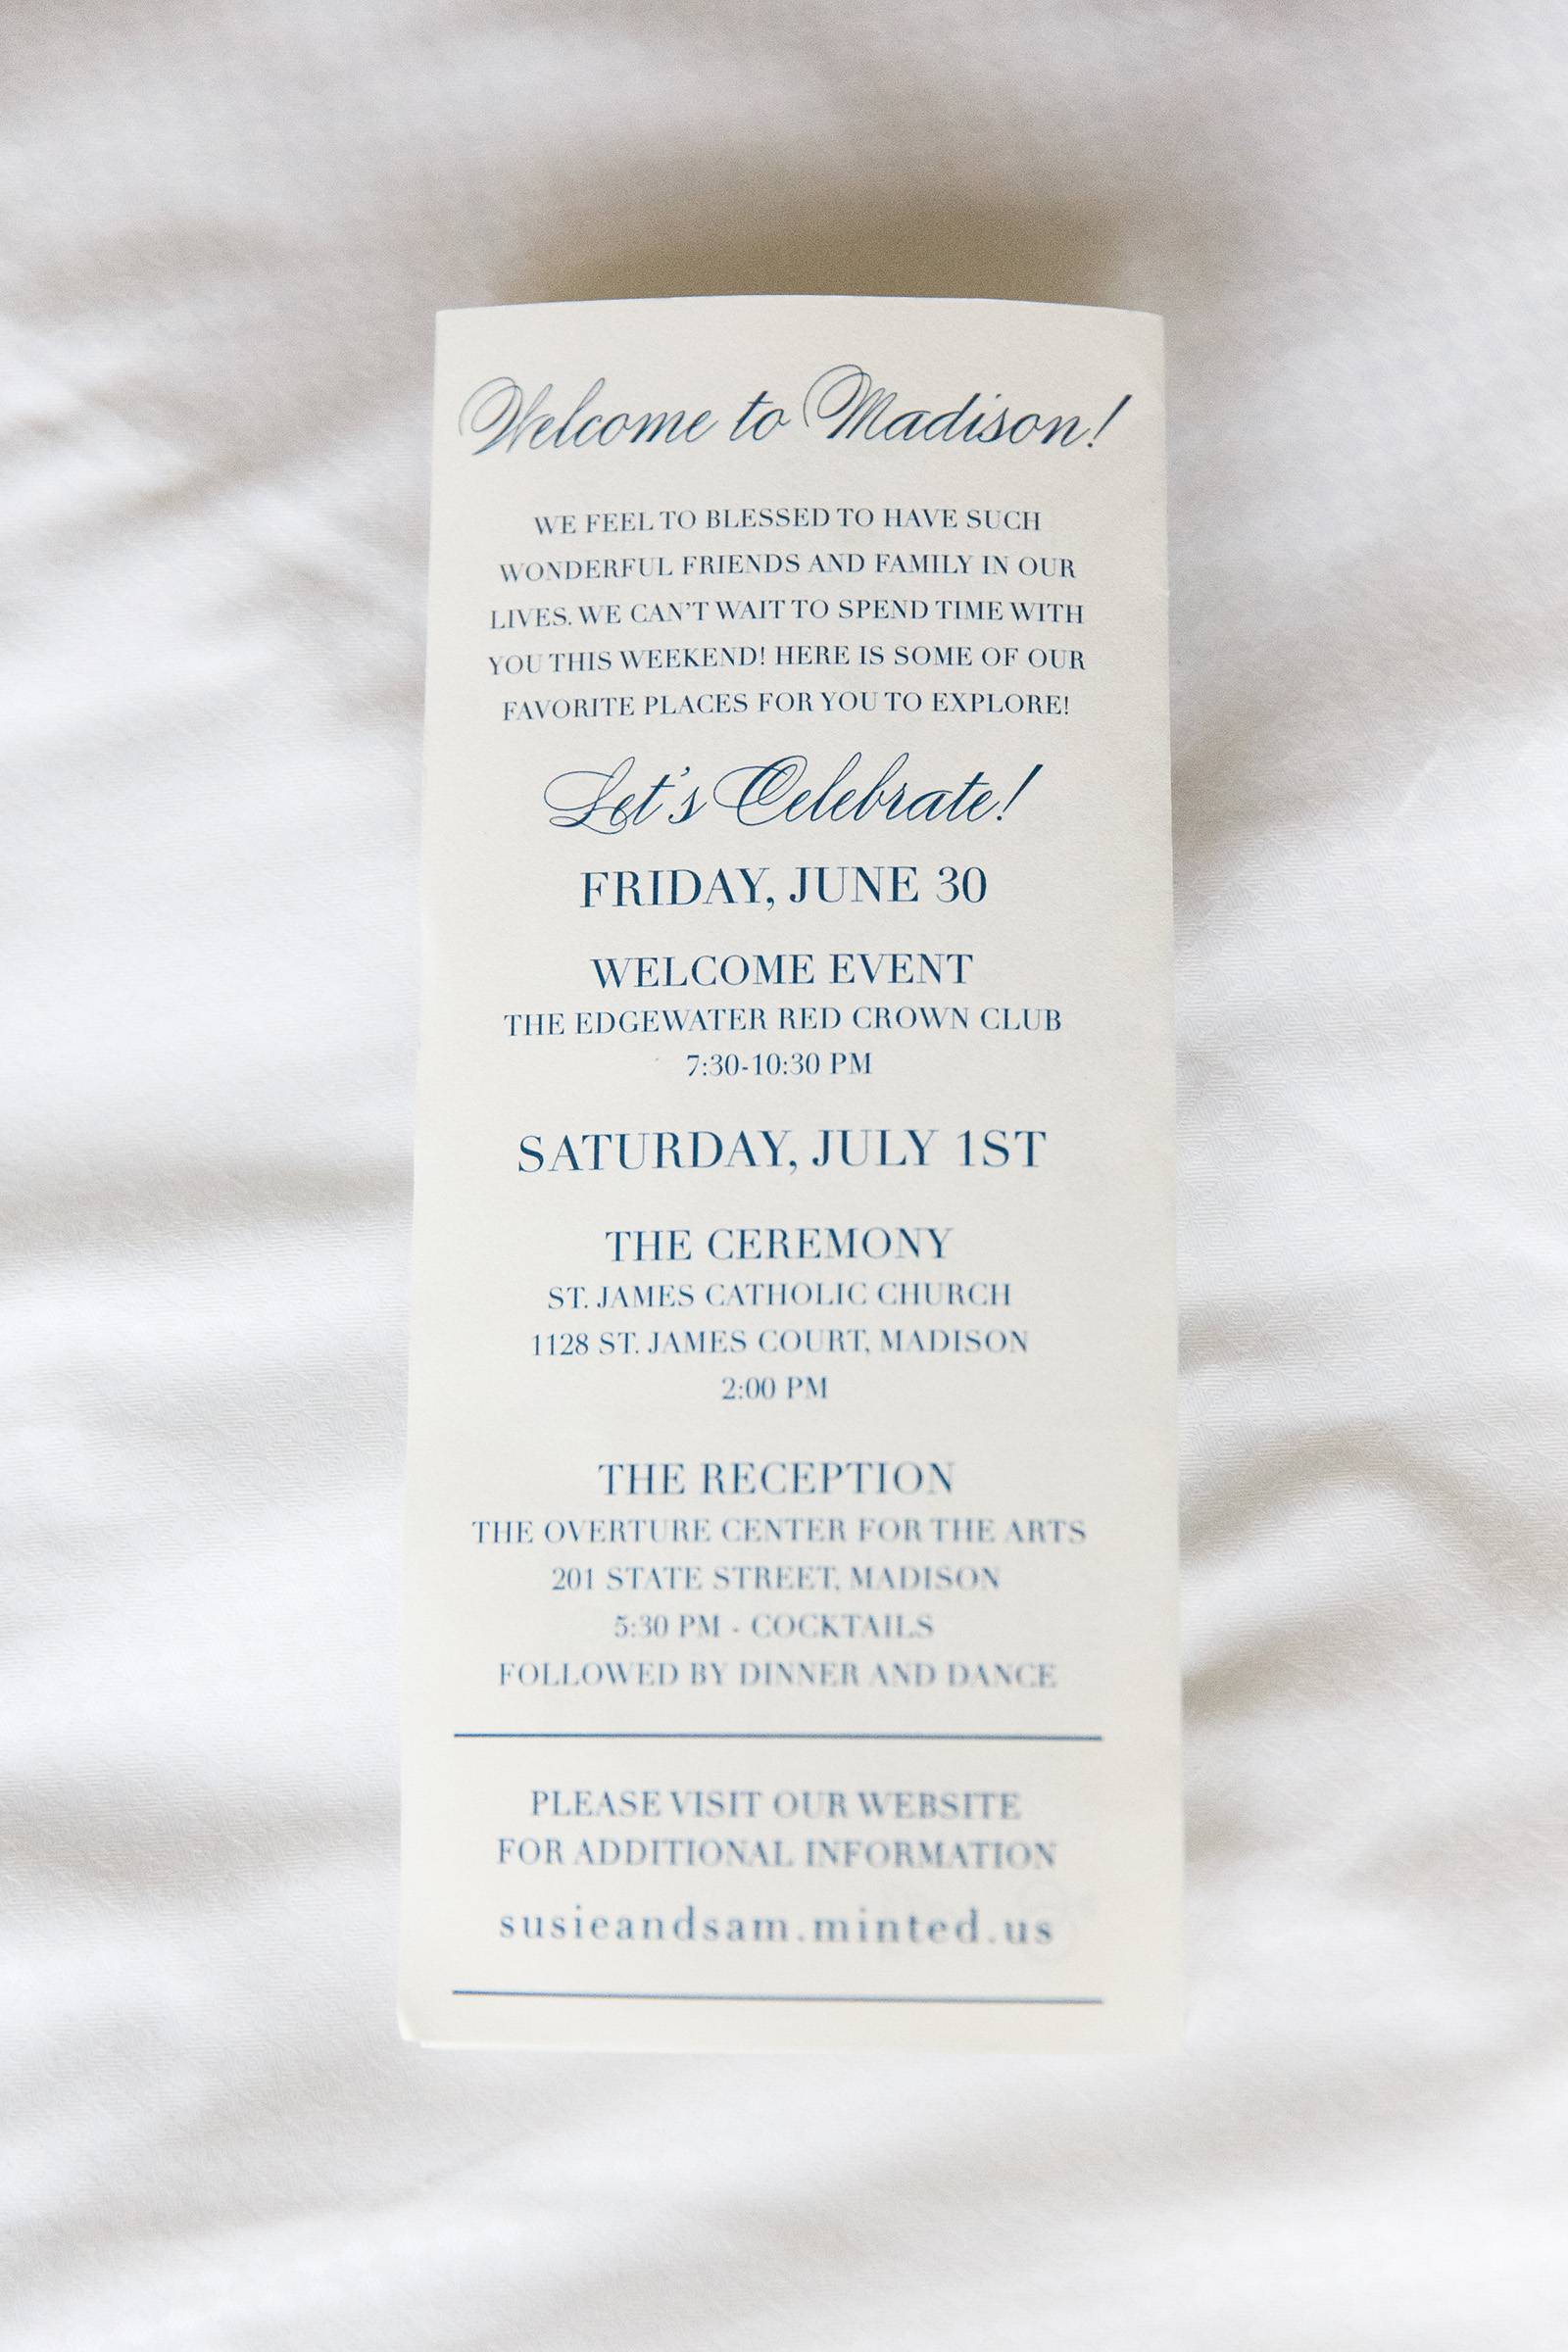 Welcome to Madison!
WE FEEL TO BLESSED TO HAVE SUCH
WONDERFUL FRIENDS AND FAMILY IN OUR
LIVES. WE CAN'T WAIT TO SPEND TIME WITH
YOU THIS WEEKEND! HERE IS SOME OF OUR
FAVORITE PLACES FOR YOU TO EXPLORE!
Let's Celebrate!
FRIDAY, JUNE 30
WELCOME EVENT
THE EDGEWATER RED CROWN CLUB
7:30-10:30 PM
SATURDAY, JULY 1ST
THE CEREMONY
ST. JAMES CATHOLIC CHURCH
1128 ST. JAMES COURT, MADISON
2:00 PM
THE RECEPTION
THE OVERTURE CENTER FOR THE ARTS
201 STATE STREET, MADISON
5:30 PM - COCKTAILS
FOLLOWED BY DINNER AND DANCE
PLEASE VISIT OUR WEBSITE
FOR ADDITIONAL INFORMATION
susieandsam.minted.us